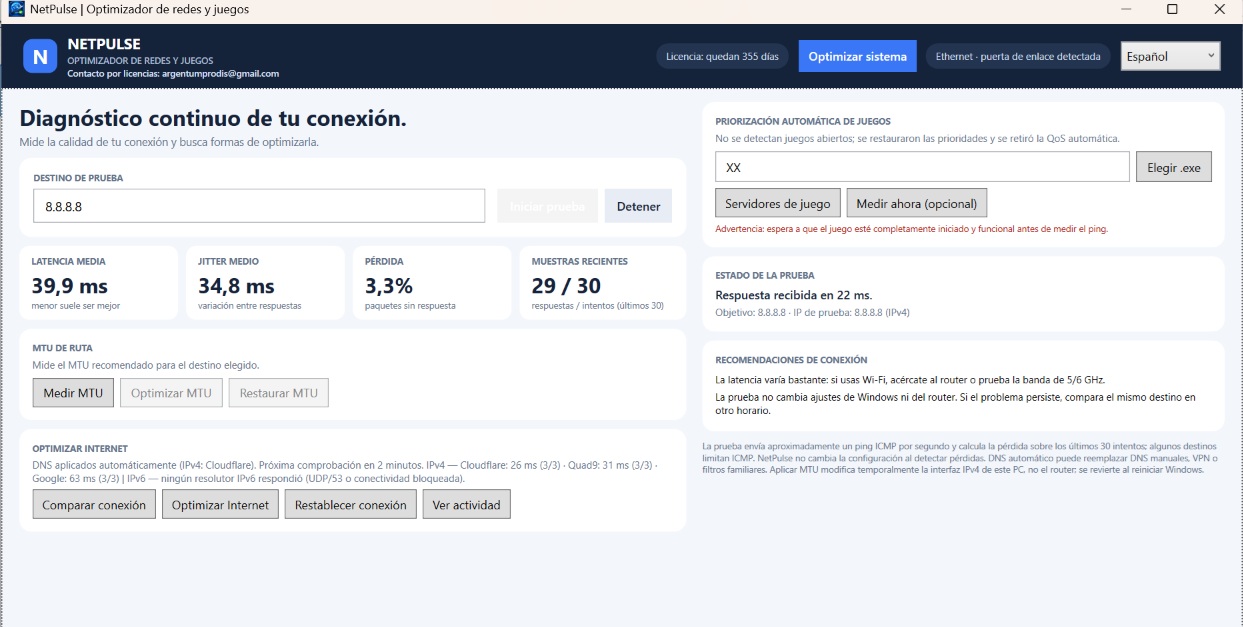 NetPulse | Optimizador de redes y juegos
N
NETPULSE
OPTIMIZADOR DE REDES Y JUEGOS
Contacto por licencias: argentumprodis@gmail.com
Licencia: quedan 355 días
Optimizar sistema
Ethernet · puerta de enlace detectada
Español
Diagnóstico continuo de tu conexión.
Mide la calidad de tu conexión y busca formas de optimizarla.
DESTINO DE PRUEBA
8.8.8.8
Iniciar prueba
Detener
LATENCIA MEDIA
39,9 ms
menor suele ser mejor
JITTER MEDIO
34,8 ms
variación entre respuestas
PÉRDIDA
3,3%
paquetes sin respuesta
MUESTRAS RECIENTES
29 / 30
respuestas / intentos (últimos 30)
MTU DE RUTA
Mide el MTU recomendado para el destino elegido.
Medir MTU
Optimizar MTU
Restaurar MTU
OPTIMIZAR INTERNET
DNS aplicados automáticamente (IPv4: Cloudflare). Próxima comprobación en 2 minutos. IPv4 — Cloudflare: 26 ms (3/3) · Quad9: 31 ms (3/3) ·
Google: 63 ms (3/3) | IPv6 — ningún resolutor IPv6 respondió (UDP/53 o conectividad bloqueada).
Comparar conexión
Optimizar Internet
Restablecer conexión
Ver actividad
PRIORIZACIÓN AUTOMÁTICA DE JUEGOS
No se detectan juegos abiertos; se restauraron las prioridades y se retiró la QoS automática.
XX
Elegir .exe
Servidores de juego
Medir ahora (opcional)
Advertencia: espera a que el juego esté completamente iniciado y funcional antes de medir el ping.
ESTADO DE LA PRUEBA
Respuesta recibida en 22 ms.
Objetivo: 8.8.8.8 · IP de prueba: 8.8.8.8 (IPv4)
RECOMENDACIONES DE CONEXIÓN
La latencia varía bastante: si usas Wi-Fi, acércate al router o prueba la banda de 5/6 GHz.
La prueba no cambia ajustes de Windows ni del router. Si el problema persiste, compara el mismo destino en
otro horario.
La prueba envía aproximadamente un ping ICMP por segundo y calcula la pérdida sobre los últimos 30 intentos; algunos destinos
limitan ICMP. NetPulse no cambia la configuración al detectar pérdidas. DNS automático puede reemplazar DNS manuales, VPN o
filtros familiares. Aplicar MTU modifica temporalmente la interfaz IPv4 de este PC, no el router: se revierte al reiniciar Windows.